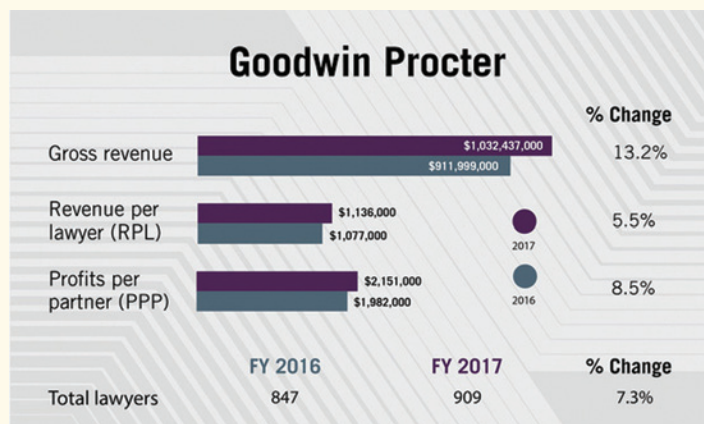 Goodwin Procter
% Change
Gross revenue
$1,032,437,000
$911,999,000
13.2%
Revenue per
lawyer (RPL)
$1,136,000
$1,077,000
2017
5.5%
Profits per
partner (PPP)
$2,151,000
$1,982,000
2016
8.5%
FY 2016 FY 2017 % Change
Total lawyers 847 909 7.3%